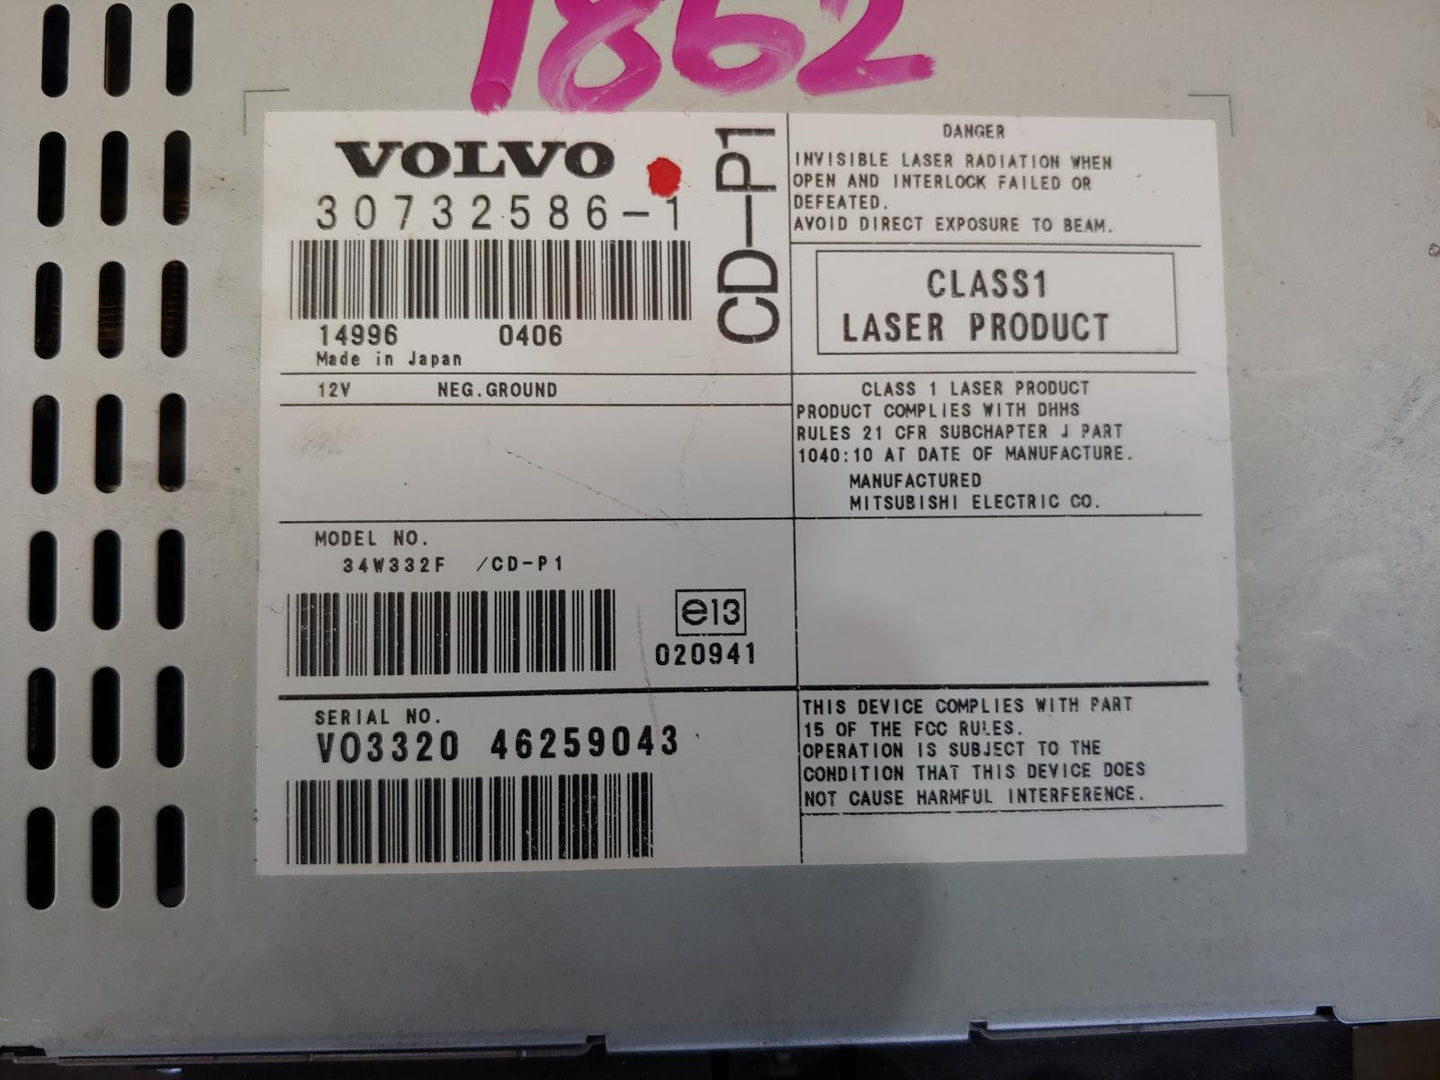 1862
VOLVO
30732586-1
CD-P1
14996 0406
Made in Japan
12V NEG.GROUND
MODEL NO.
34W332F /CD-P1
e13
020941
SERIAL NO.
VO3320 46259043
DANGER
INVISIBLE LASER RADIATION WHEN
OPEN AND INTERLOCK FAILED OR
DEFEATED.
AVOID DIRECT EXPOSURE TO BEAM.
CLASS1
LASER PRODUCT
CLASS 1 LASER PRODUCT
PRODUCT COMPLIES WITH DHHS
RULES 21 CFR SUBCHAPTER J PART
1040:10 AT DATE OF MANUFACTURE.
MANUFACTURED
MITSUBISHI ELECTRIC CO.
THIS DEVICE COMPLIES WITH PART
15 OF THE FCC RULES.
OPERATION IS SUBJECT TO THE
CONDITION THAT THIS DEVICE DOES
NOT CAUSE HARMFUL INTERFERENCE.